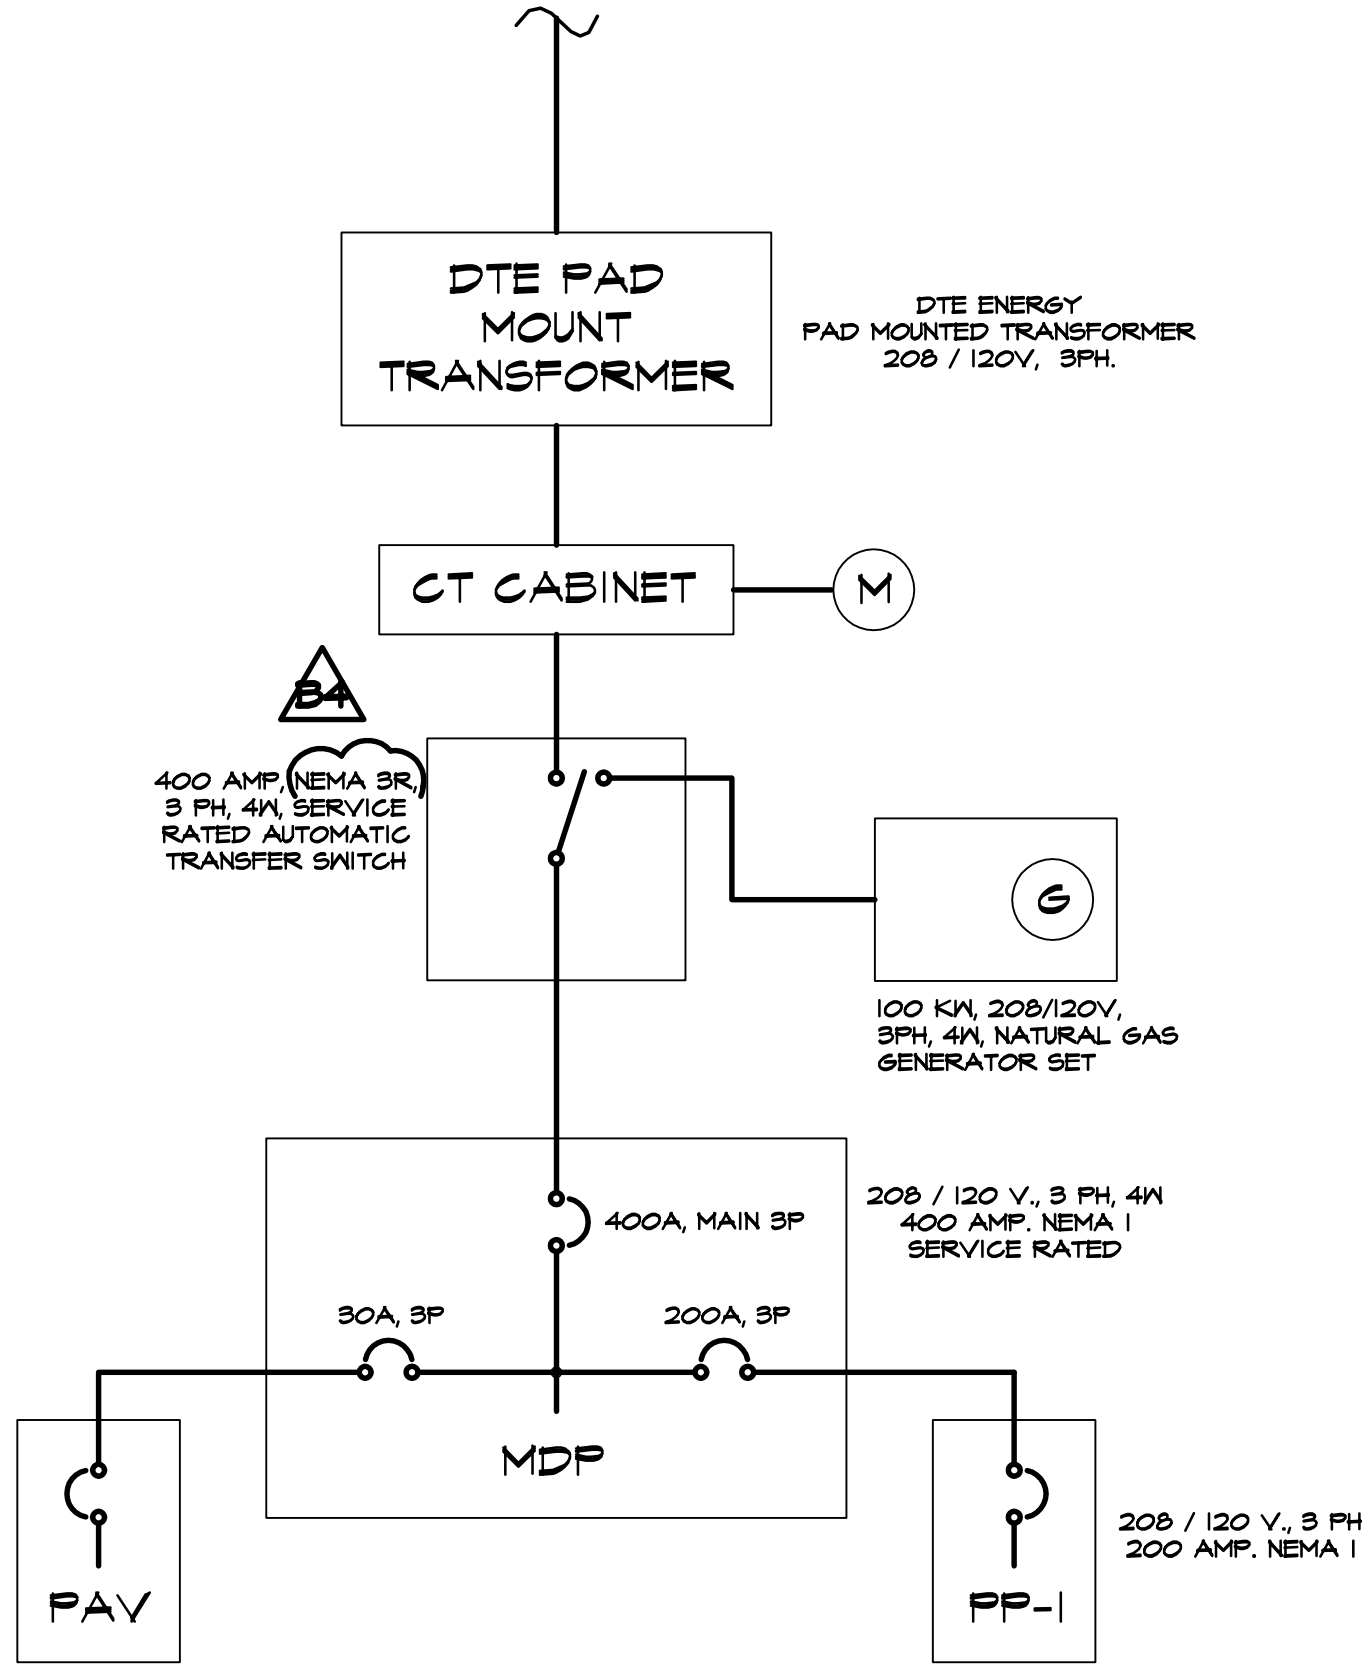 DTE PAD
MOUNT
TRANSFORMER
DTE ENERGY
PAD MOUNTED TRANSFORMER
208 / 120V, 3PH.
CT CABINET
M
B4
400 AMP, NEMA 3R,
3 PH, 4W, SERVICE
RATED AUTOMATIC
TRANSFER SWITCH
G
100 KW, 208/120V,
3PH, 4W, NATURAL GAS
GENERATOR SET
400A, MAIN 3P
208 / 120 V., 3 PH, 4W
400 AMP. NEMA 1
SERVICE RATED
30A, 3P
200A, 3P
MDP
PAV
PP-1
208 / 120 V., 3 PH
200 AMP. NEMA 1